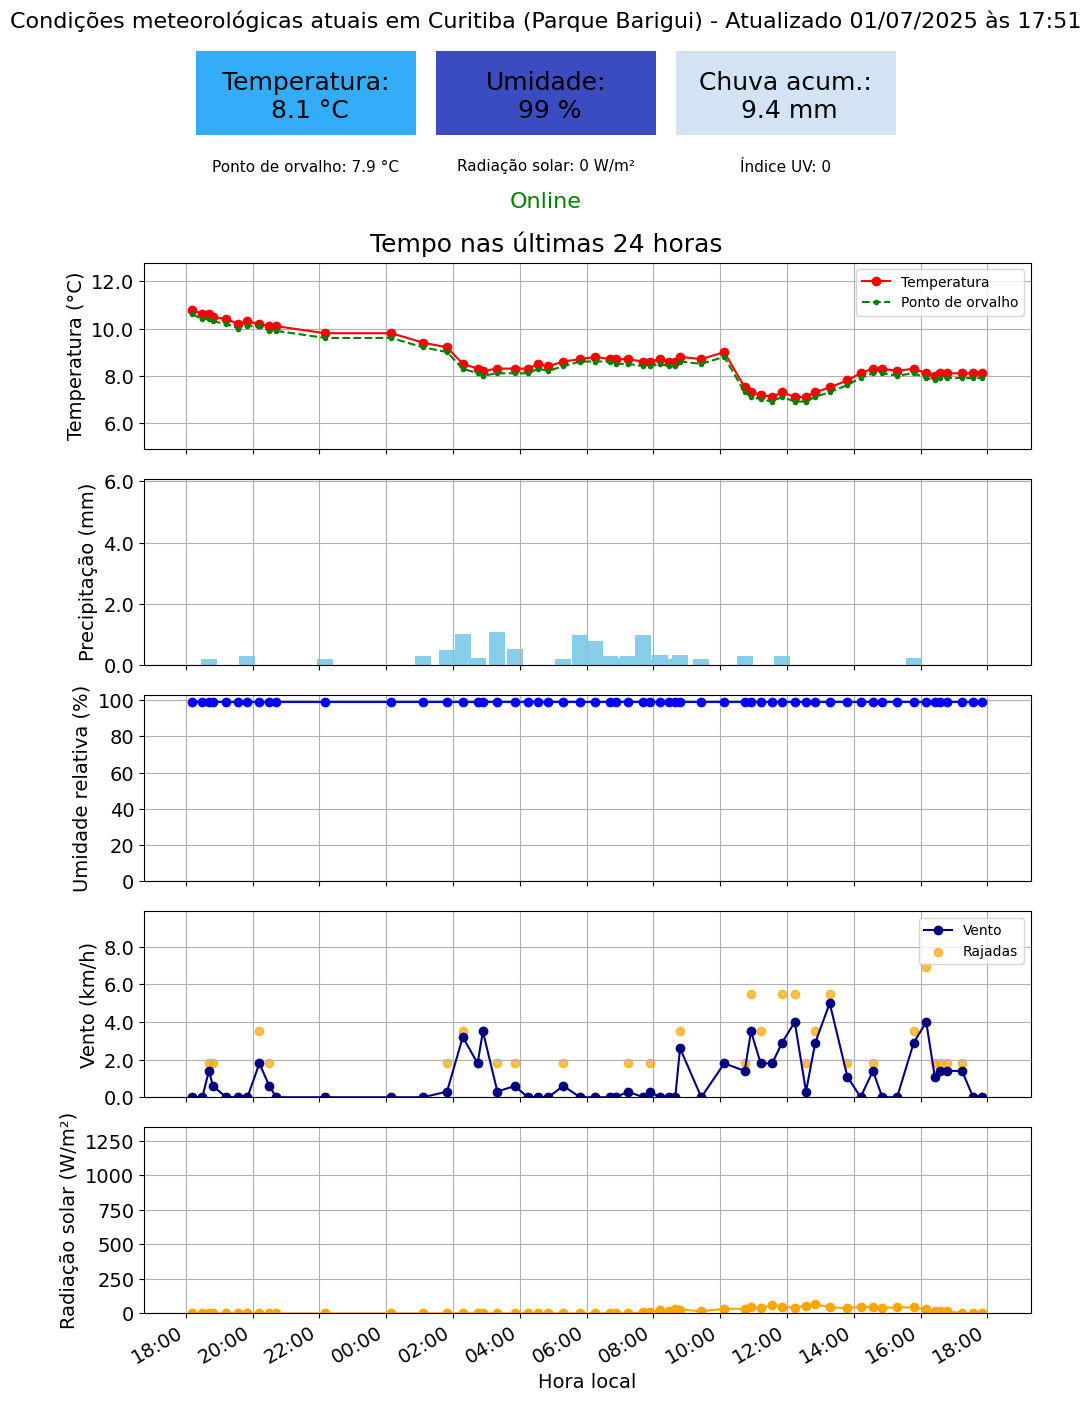 Condições meteorológicas atuais em Curitiba (Parque Barigui) - Atualizado 01/07/2025 às 17:51
Temperatura:
8.1 °C
Umidade:
99 %
Chuva acum.:
9.4 mm
Ponto de orvalho: 7.9 °C
Radiação solar: 0 W/m²
Índice UV: 0
Online
Tempo nas últimas 24 horas
Temperatura (°C)
12.0
10.0
8.0
6.0
Temperatura
Ponto de orvalho
Precipitação (mm)
6.0
4.0
2.0
0.0
Umidade relativa (%)
100
80
60
40
20
0
Vento (km/h)
8.0
6.0
4.0
2.0
0.0
Vento
Rajadas
Radiação solar (W/m²)
1250
1000
750
500
250
0
18:00
20:00
22:00
00:00
02:00
04:00
06:00
08:00
10:00
12:00
14:00
16:00
18:00
Hora local